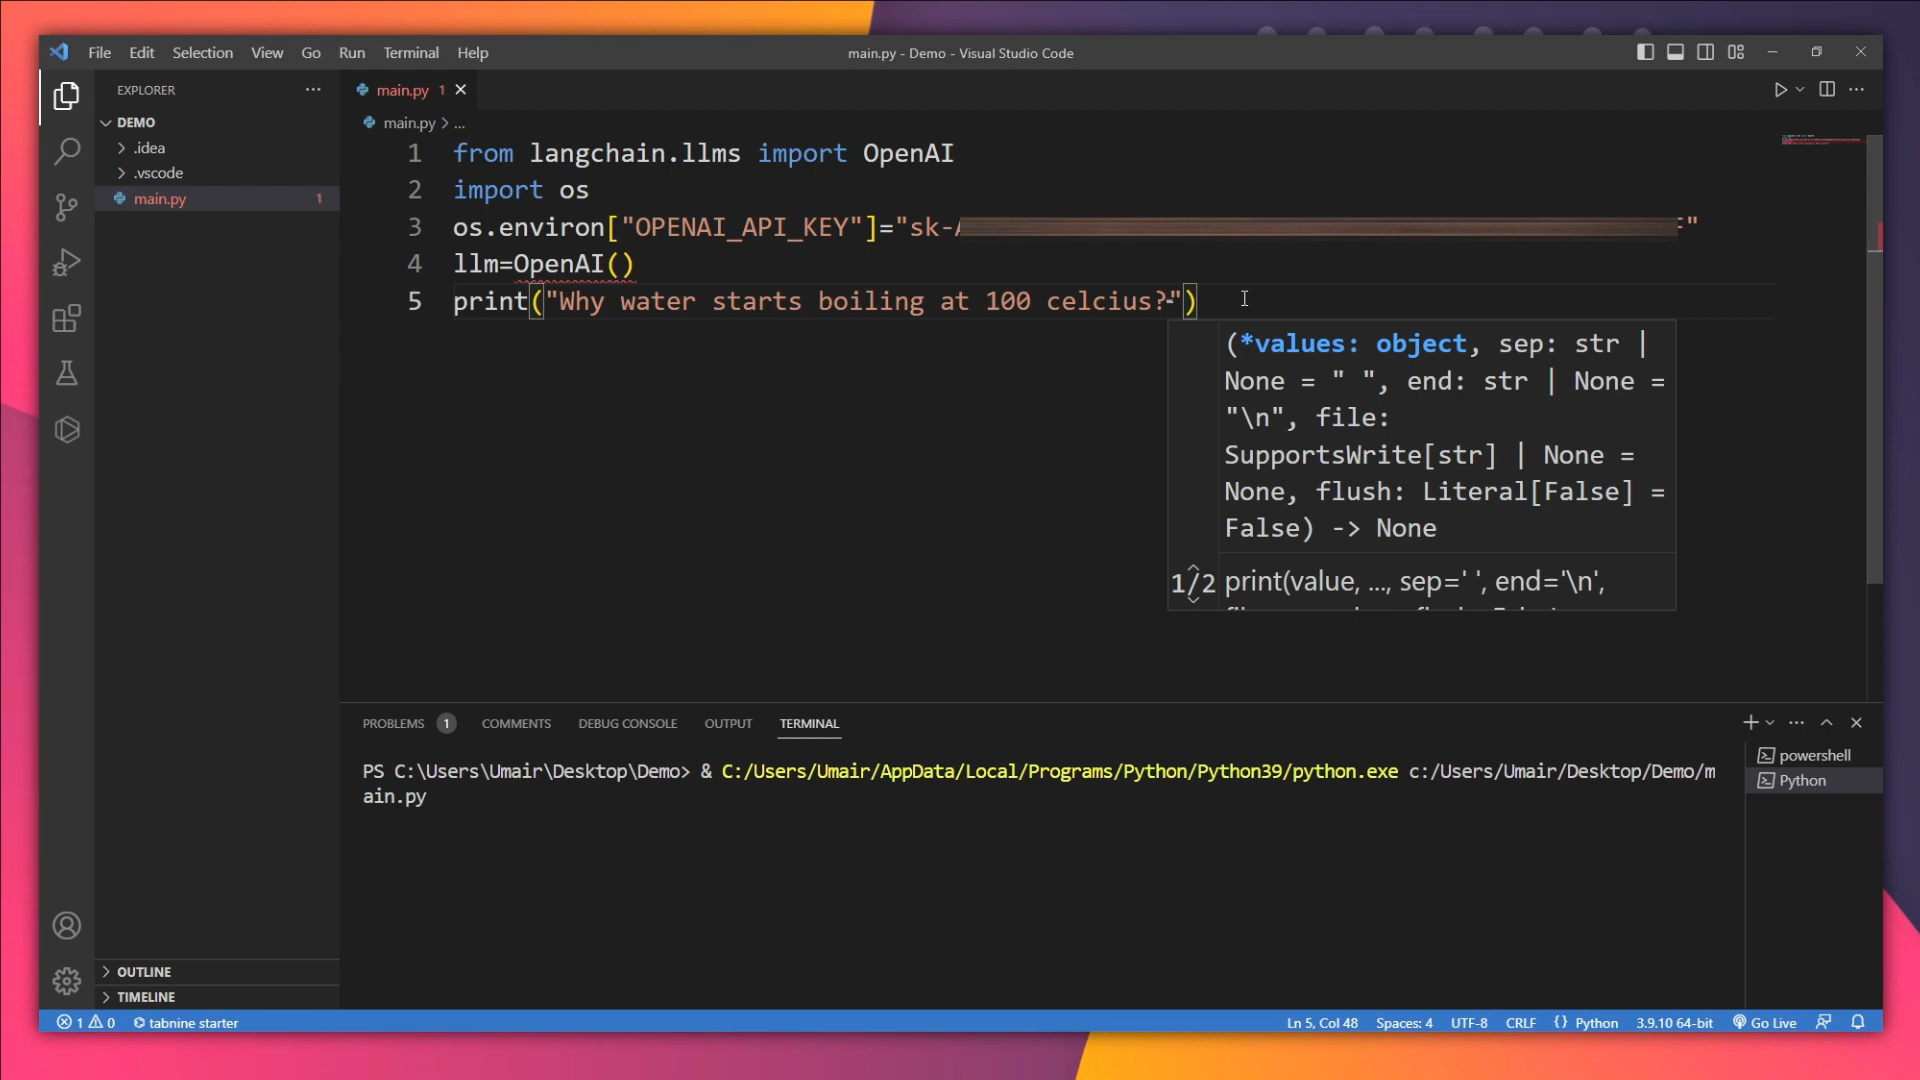 File Edit Selection View Go Run Terminal Help
main.py - Demo - Visual Studio Code
EXPLORER
DEMO
.idea
.vscode
main.py 1
main.py 1
main.py > ...
1 from langchain.llms import OpenAI
2 import os
3 os.environ["OPENAI_API_KEY"]="sk-
4 llm=OpenAI()
5 print("Why water starts boiling at 100 celcius?")
(*values: object, sep: str |
None = " ", end: str | None =
"\n", file:
SupportsWrite[str] | None =
None, flush: Literal[False] =
False) -> None
1/2 print(value, ..., sep=' ', end='\n',
PROBLEMS 1 COMMENTS DEBUG CONSOLE OUTPUT TERMINAL
PS C:\Users\Umair\Desktop\Demo> & C:/Users/Umair/AppData/Local/Programs/Python/Python39/python.exe c:/Users/Umair/Desktop/Demo/m
ain.py
powershell
Python
OUTLINE
TIMELINE
1 0 tabnine starter
Ln 5, Col 48 Spaces: 4 UTF-8 CRLF {} Python 3.9.10 64-bit Go Live